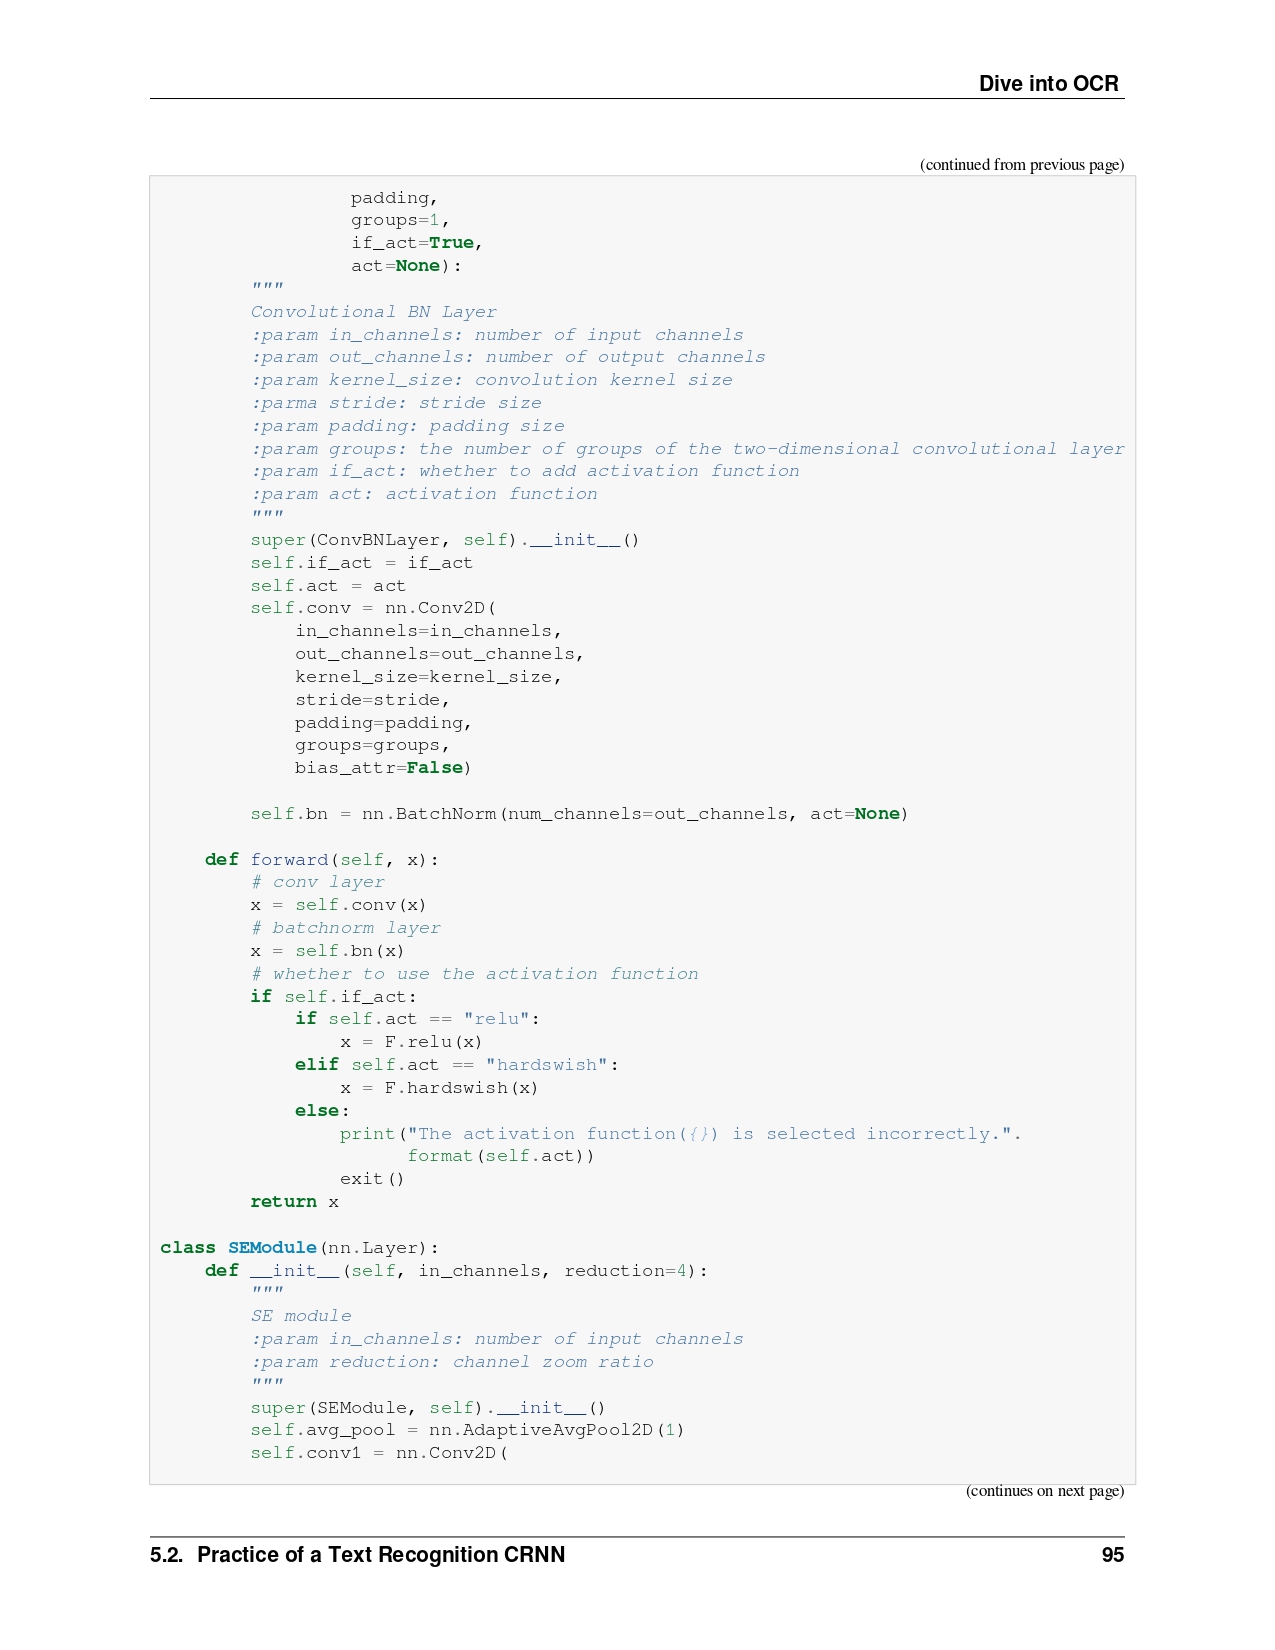 Dive into OCR
(continued from previous page)
                 padding,
                 groups=1,
                 if_act=True,
                 act=None):
        """
        Convolutional BN Layer
        :param in_channels: number of input channels
        :param out_channels: number of output channels
        :param kernel_size: convolution kernel size
        :parma stride: stride size
        :param padding: padding size
        :param groups: the number of groups of the two-dimensional convolutional layer
        :param if_act: whether to add activation function
        :param act: activation function
        """
        super(ConvBNLayer, self).__init__()
        self.if_act = if_act
        self.act = act
        self.conv = nn.Conv2D(
            in_channels=in_channels,
            out_channels=out_channels,
            kernel_size=kernel_size,
            stride=stride,
            padding=padding,
            groups=groups,
            bias_attr=False)

        self.bn = nn.BatchNorm(num_channels=out_channels, act=None)

    def forward(self, x):
        # conv layer
        x = self.conv(x)
        # batchnorm layer
        x = self.bn(x)
        # whether to use the activation function
        if self.if_act:
            if self.act == "relu":
                x = F.relu(x)
            elif self.act == "hardswish":
                x = F.hardswish(x)
            else:
                print("The activation function({}) is selected incorrectly.".
                      format(self.act))
                exit()
        return x

class SEModule(nn.Layer):
    def __init__(self, in_channels, reduction=4):
        """
        SE module
        :param in_channels: number of input channels
        :param reduction: channel zoom ratio
        """
        super(SEModule, self).__init__()
        self.avg_pool = nn.AdaptiveAvgPool2D(1)
        self.conv1 = nn.Conv2D(
(continues on next page)
5.2. Practice of a Text Recognition CRNN
95